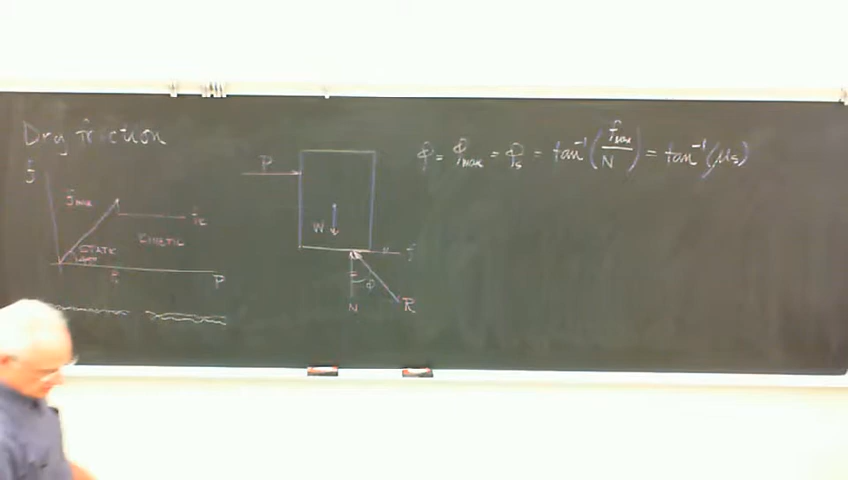 Dry friction
f
fmax
fk
STATIC
KINETIC
P
P
W
f
N
φ
R
φ = φmax = φs = tan⁻¹(fmax/N) = tan⁻¹(μs)